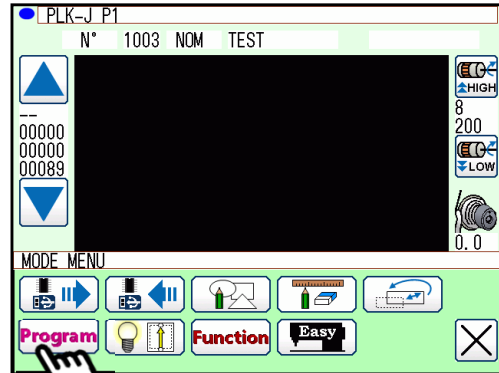 PLK-J P1
N° 1003 NOM TEST
HIGH
8
200
LOW
--
00000
00000
00089
0.0
MODE MENU
Program
Function
Easy